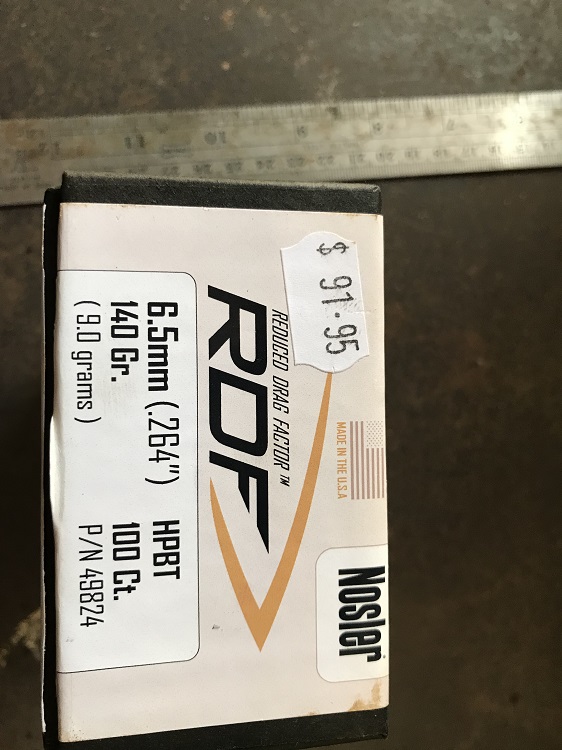 $ 91.95
MADE IN THE U.S.A
Nosler
REDUCED DRAG FACTOR™
RDF
6.5mm (.264") HPBT
140 Gr. 100 Ct.
( 9.0 grams ) P/N 49824